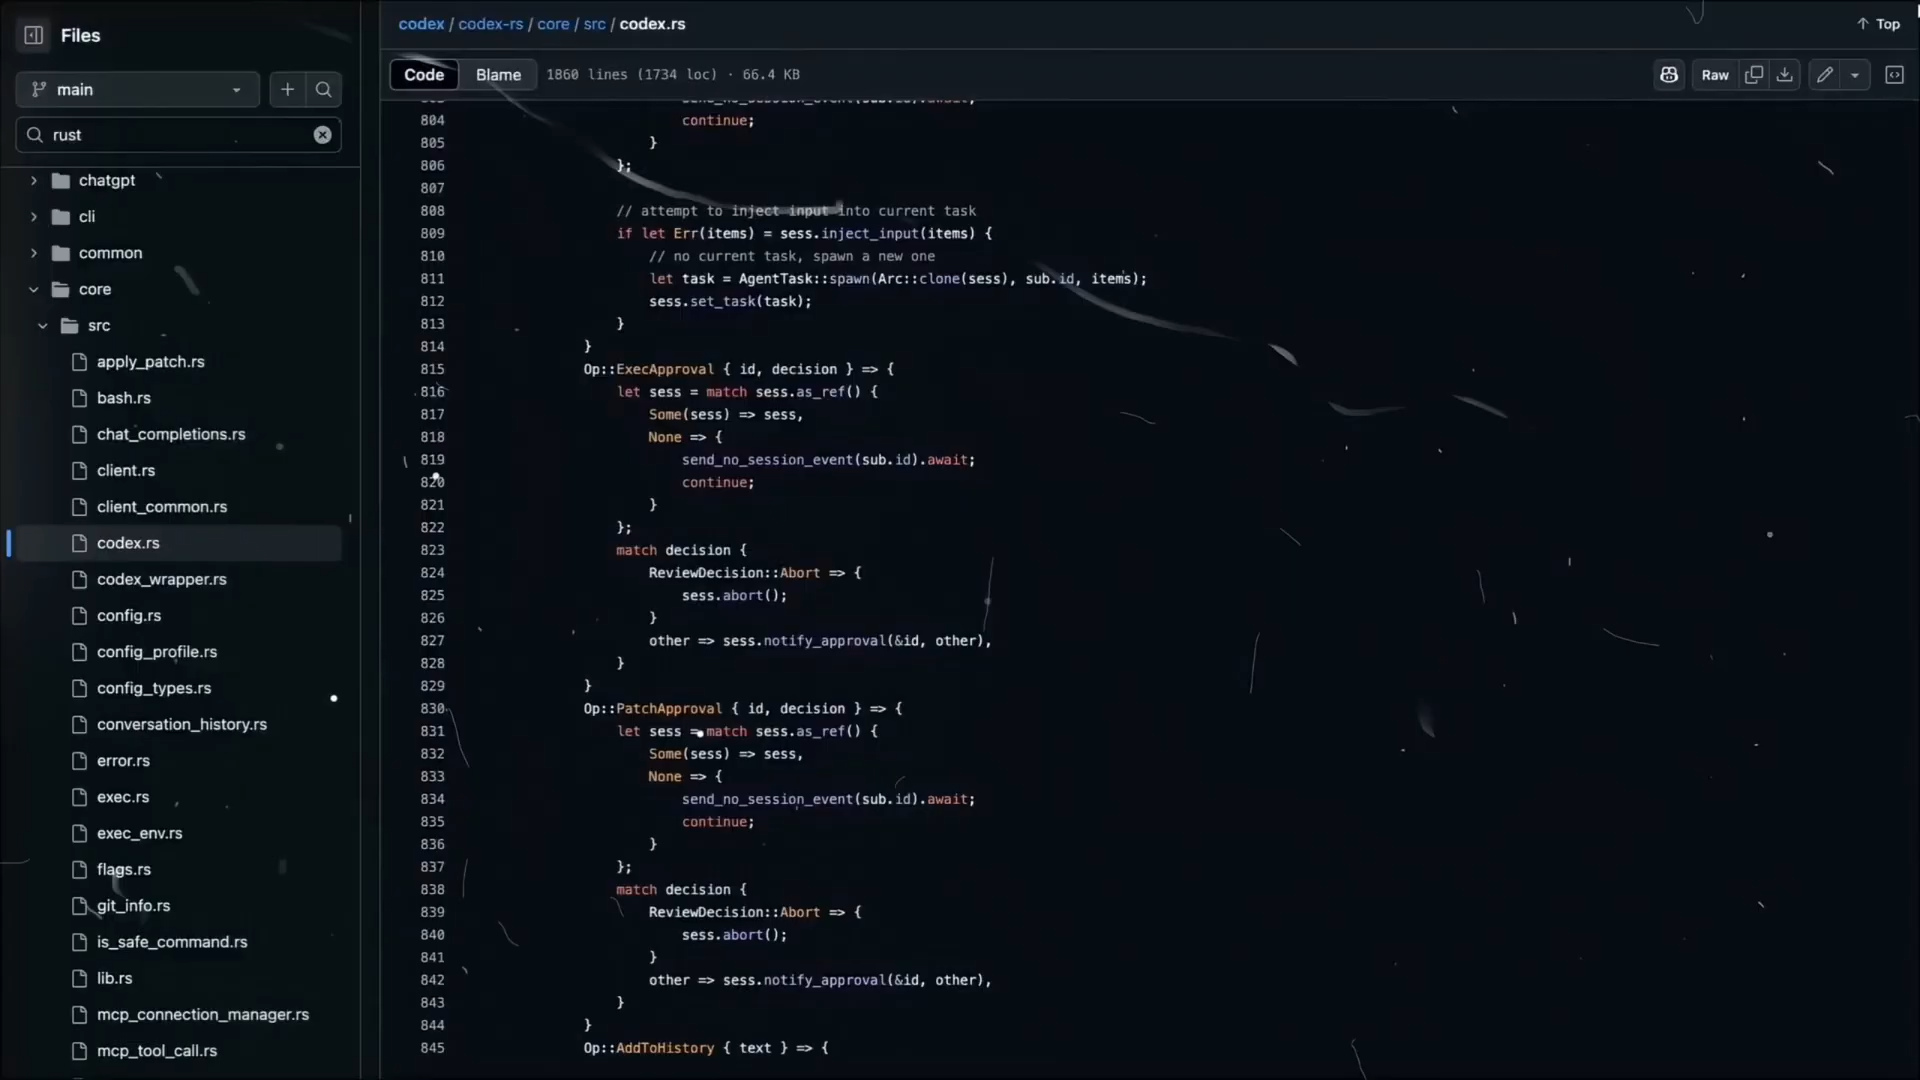 Files
main
rust
chatgpt
cli
common
core
src
apply_patch.rs
bash.rs
chat_completions.rs
client.rs
client_common.rs
codex.rs
codex_wrapper.rs
config.rs
config_profile.rs
config_types.rs
conversation_history.rs
error.rs
exec.rs
exec_env.rs
flags.rs
git_info.rs
is_safe_command.rs
lib.rs
mcp_connection_manager.rs
mcp_tool_call.rs
codex / codex-rs / core / src / codex.rs
↑ Top
Code Blame 1860 lines (1734 loc) · 66.4 KB Raw
803 send_no_session_event(sub.id).await;
804 continue;
805 }
806 };
807
808 // attempt to inject input into current task
809 if let Err(items) = sess.inject_input(items) {
810 // no current task, spawn a new one
811 let task = AgentTask::spawn(Arc::clone(sess), sub.id, items);
812 sess.set_task(task);
813 }
814 }
815 Op::ExecApproval { id, decision } => {
816 let sess = match sess.as_ref() {
817 Some(sess) => sess,
818 None => {
819 send_no_session_event(sub.id).await;
820 continue;
821 }
822 };
823 match decision {
824 ReviewDecision::Abort => {
825 sess.abort();
826 }
827 other => sess.notify_approval(&id, other),
828 }
829 }
830 Op::PatchApproval { id, decision } => {
831 let sess = match sess.as_ref() {
832 Some(sess) => sess,
833 None => {
834 send_no_session_event(sub.id).await;
835 continue;
836 }
837 };
838 match decision {
839 ReviewDecision::Abort => {
840 sess.abort();
841 }
842 other => sess.notify_approval(&id, other),
843 }
844 }
845 Op::AddToHistory { text } => {